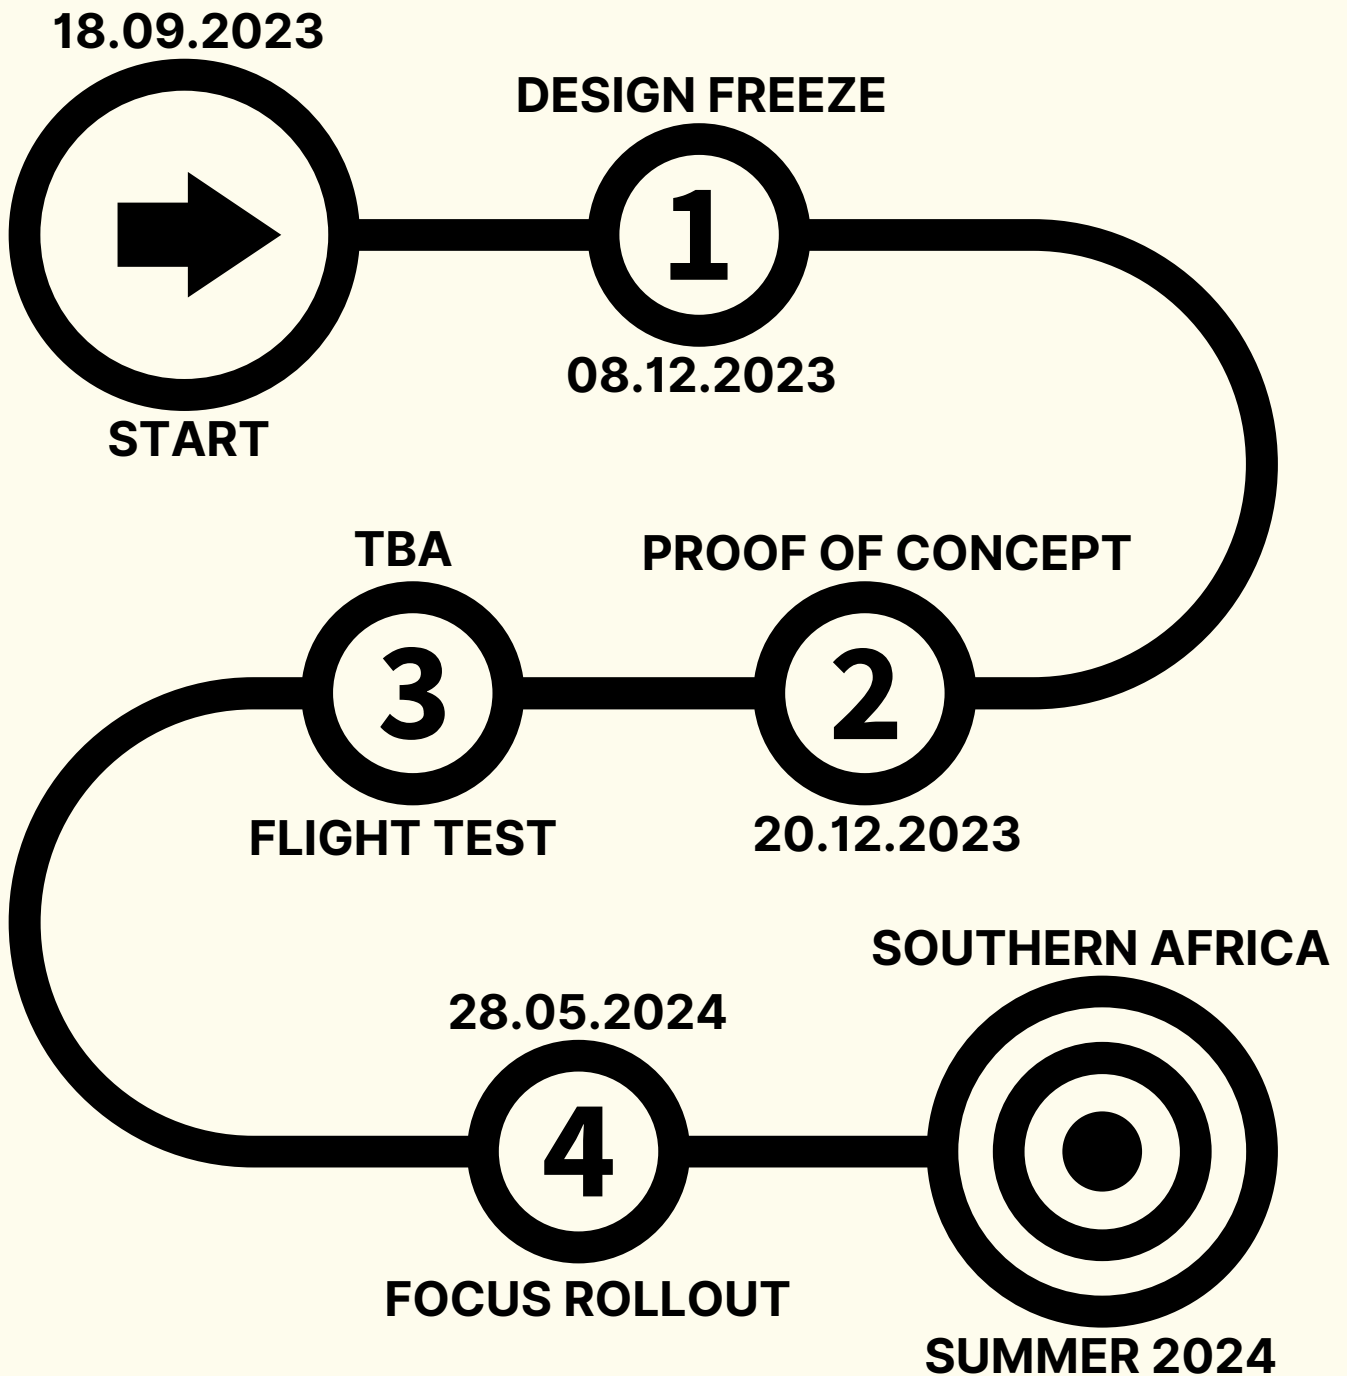 18.09.2023
START
DESIGN FREEZE
1
08.12.2023
PROOF OF CONCEPT
2
20.12.2023
TBA
3
FLIGHT TEST
28.05.2024
4
FOCUS ROLLOUT
SOUTHERN AFRICA
SUMMER 2024